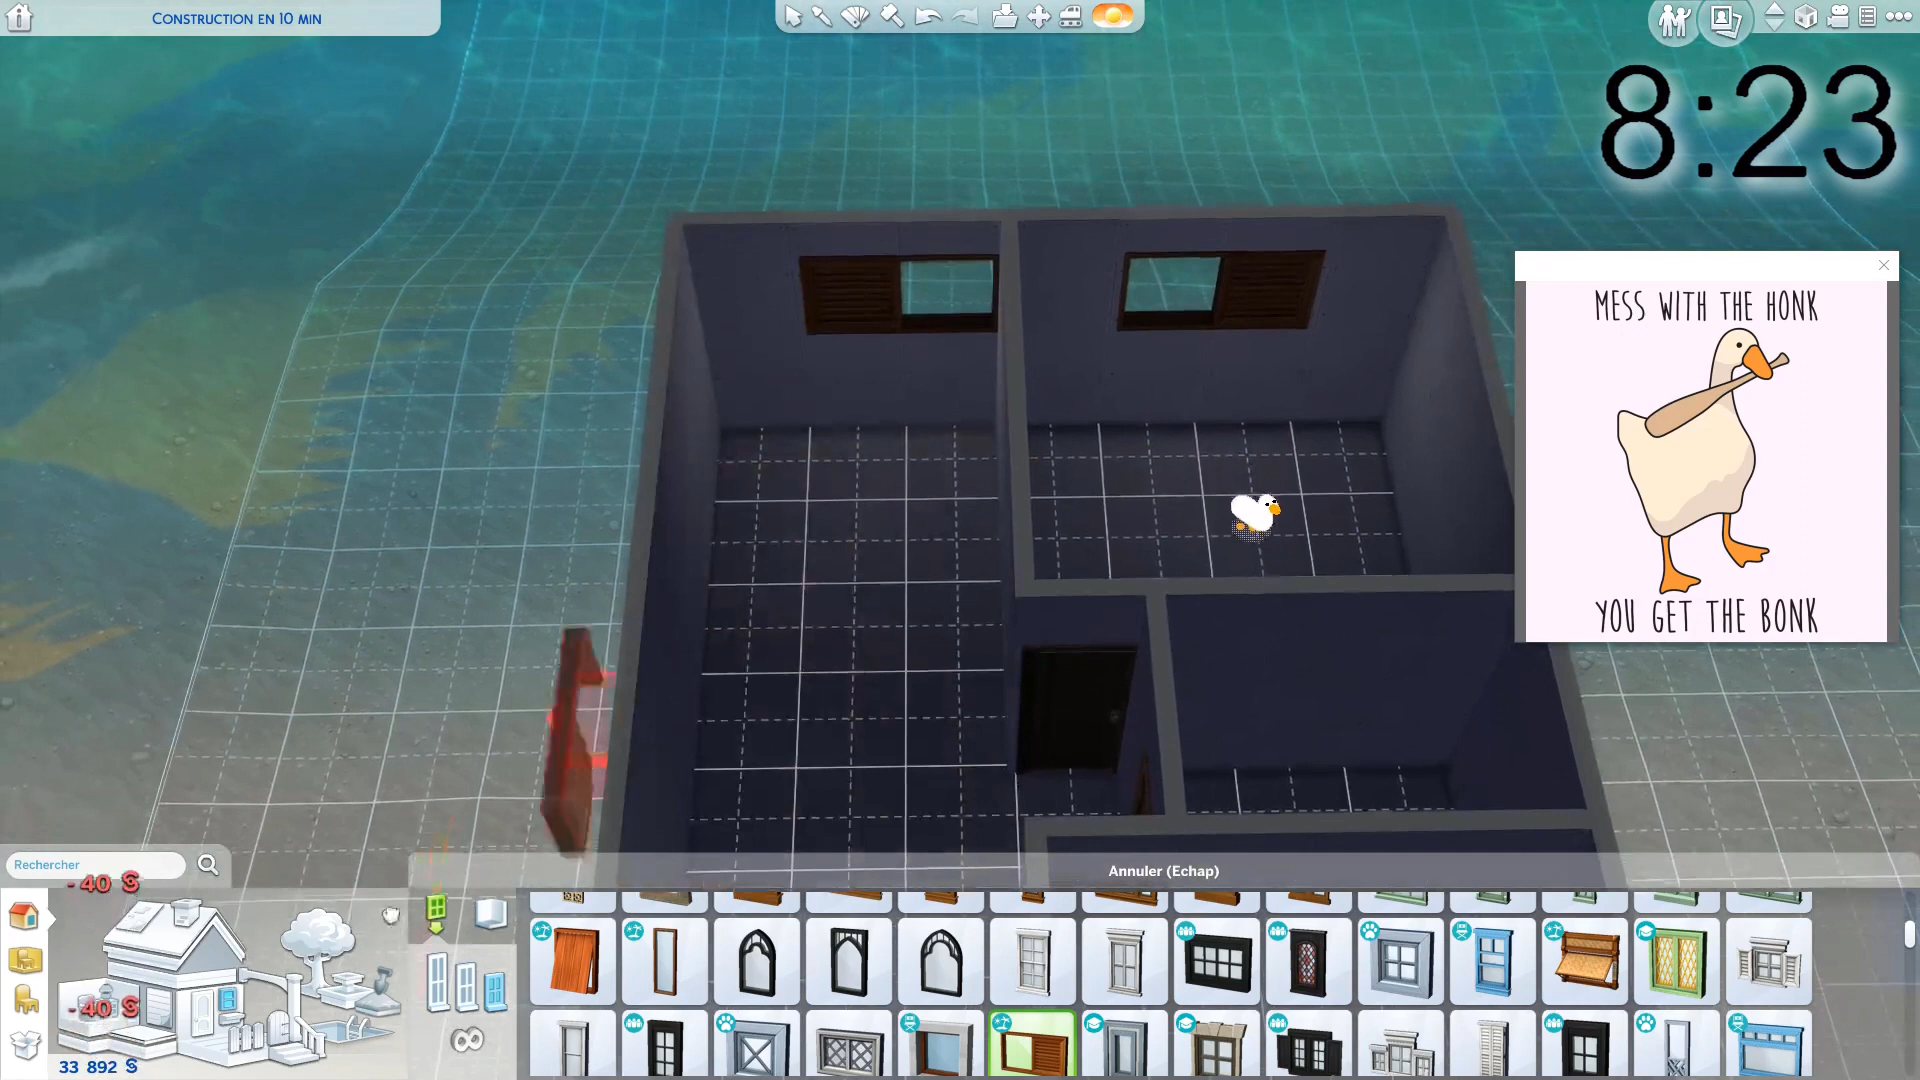 Construction en 10 min
8:23
MESS WITH THE HONK
YOU GET THE BONK
Annuler (Echap)
Rechercher
- 40 §
- 40 §
33 892 §